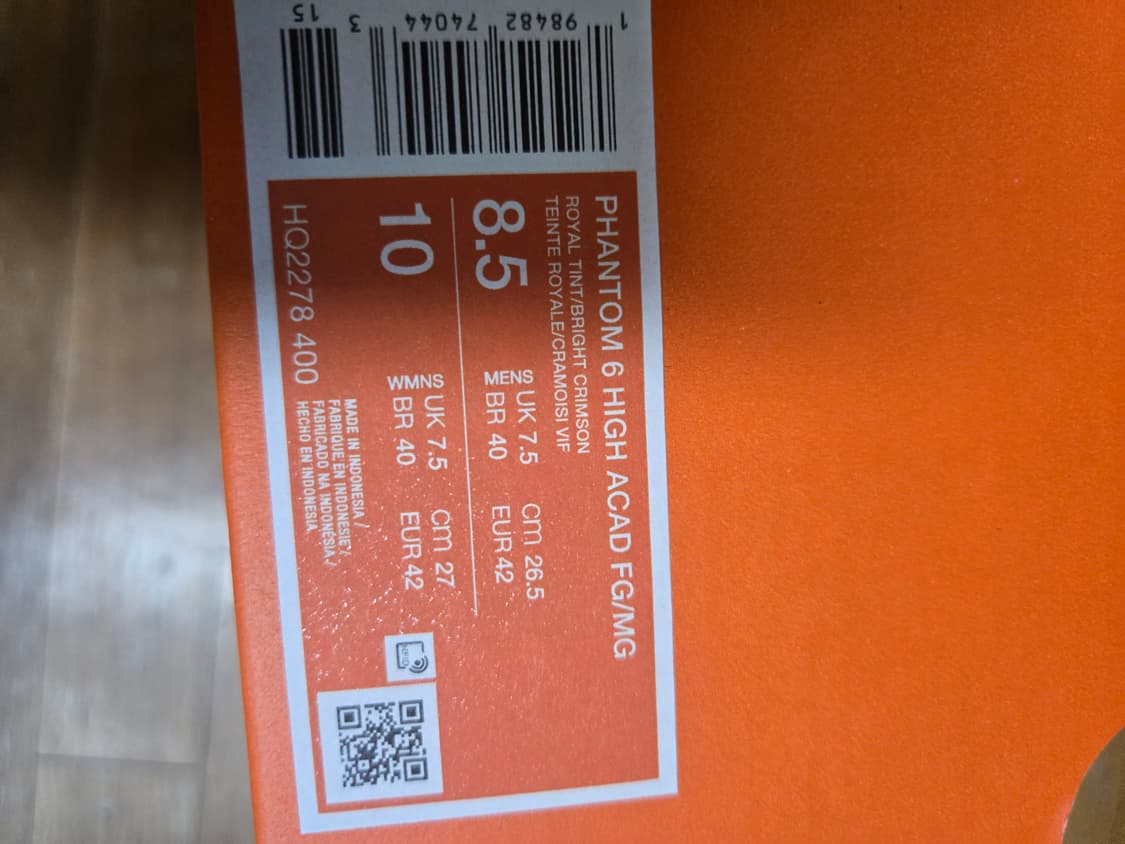 PHANTOM 6 HIGH ACAD FG/MG
ROYAL TINT/BRIGHT CRIMSON
TEINTE ROYALE/CRAMOISI VIF
8.5
MENS UK 7.5 cm 26.5
BR 40 EUR 42
10
WMNS UK 7.5 cm 27
BR 40 EUR 42
HQ2278 400
MADE IN INDONESIA /
FABRIQUÉ EN INDONESIE /
FABRICADO NA INDONÉSIA /
HECHO EN INDONESIA
1 98482 74044 3
15